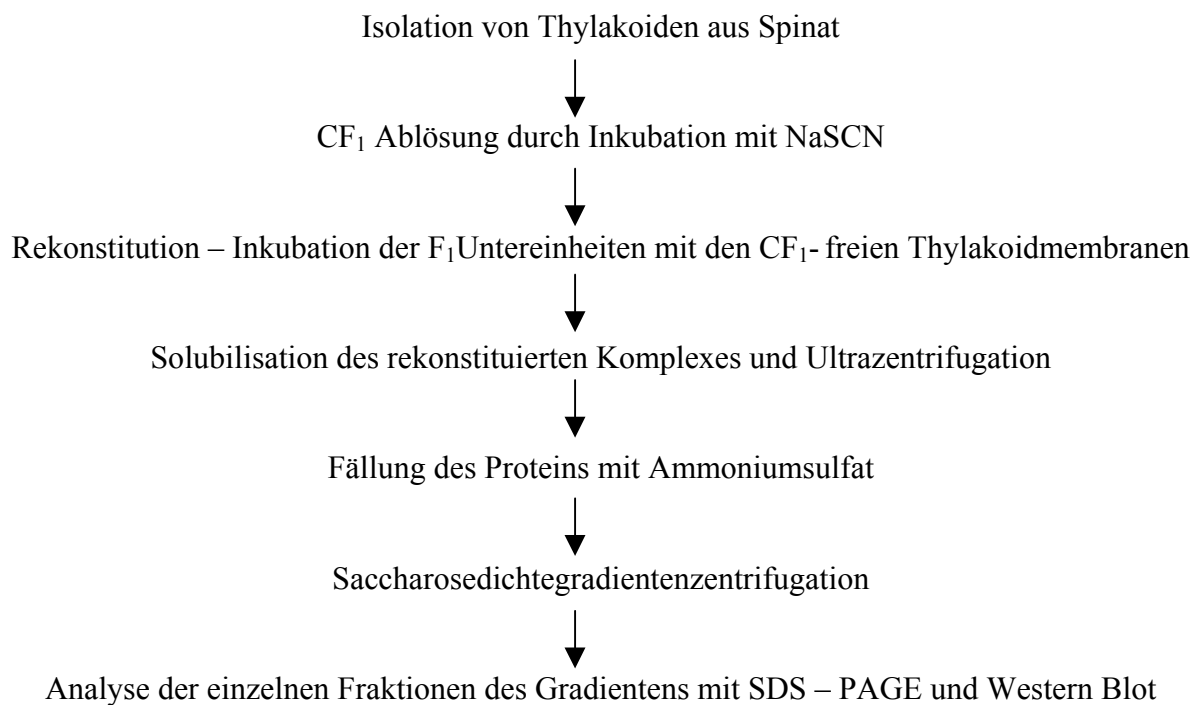 Isolation von Thylakoiden aus Spinat
CF₁ Ablösung durch Inkubation mit NaSCN
Rekonstitution – Inkubation der F₁Untereinheiten mit den CF₁- freien Thylakoidmembranen
Solubilisation des rekonstituierten Komplexes und Ultrazentrifugation
Fällung des Proteins mit Ammoniumsulfat
Saccharosedichtegradientenzentrifugation
Analyse der einzelnen Fraktionen des Gradientens mit SDS – PAGE und Western Blot